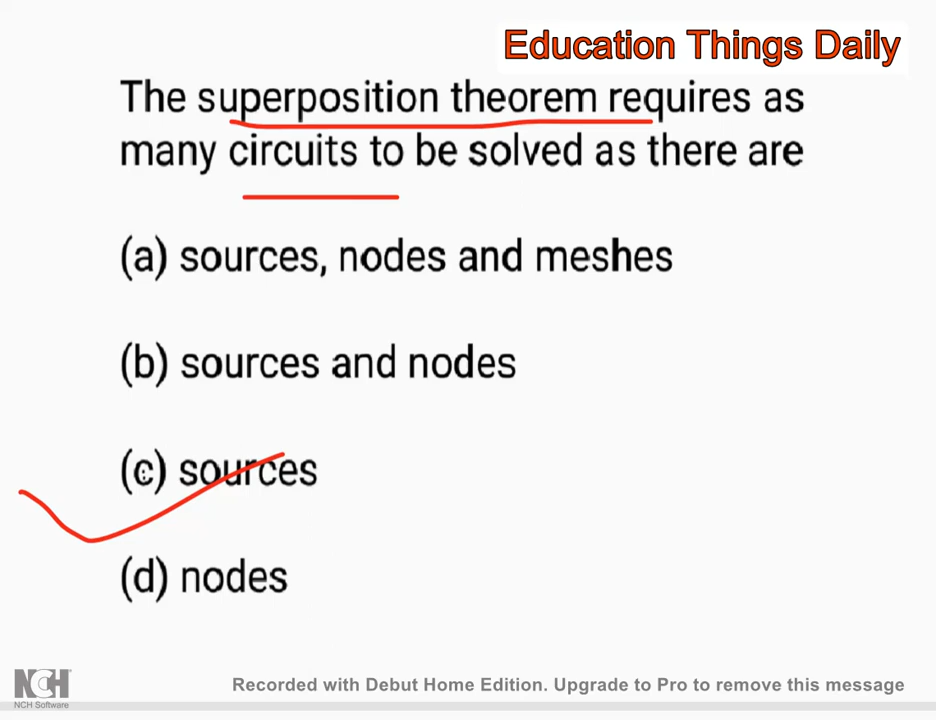 Education Things Daily
The superposition theorem requires as
many circuits to be solved as there are
(a) sources, nodes and meshes
(b) sources and nodes
(c) sources
(d) nodes
NCH
NCH Software
Recorded with Debut Home Edition. Upgrade to Pro to remove this message